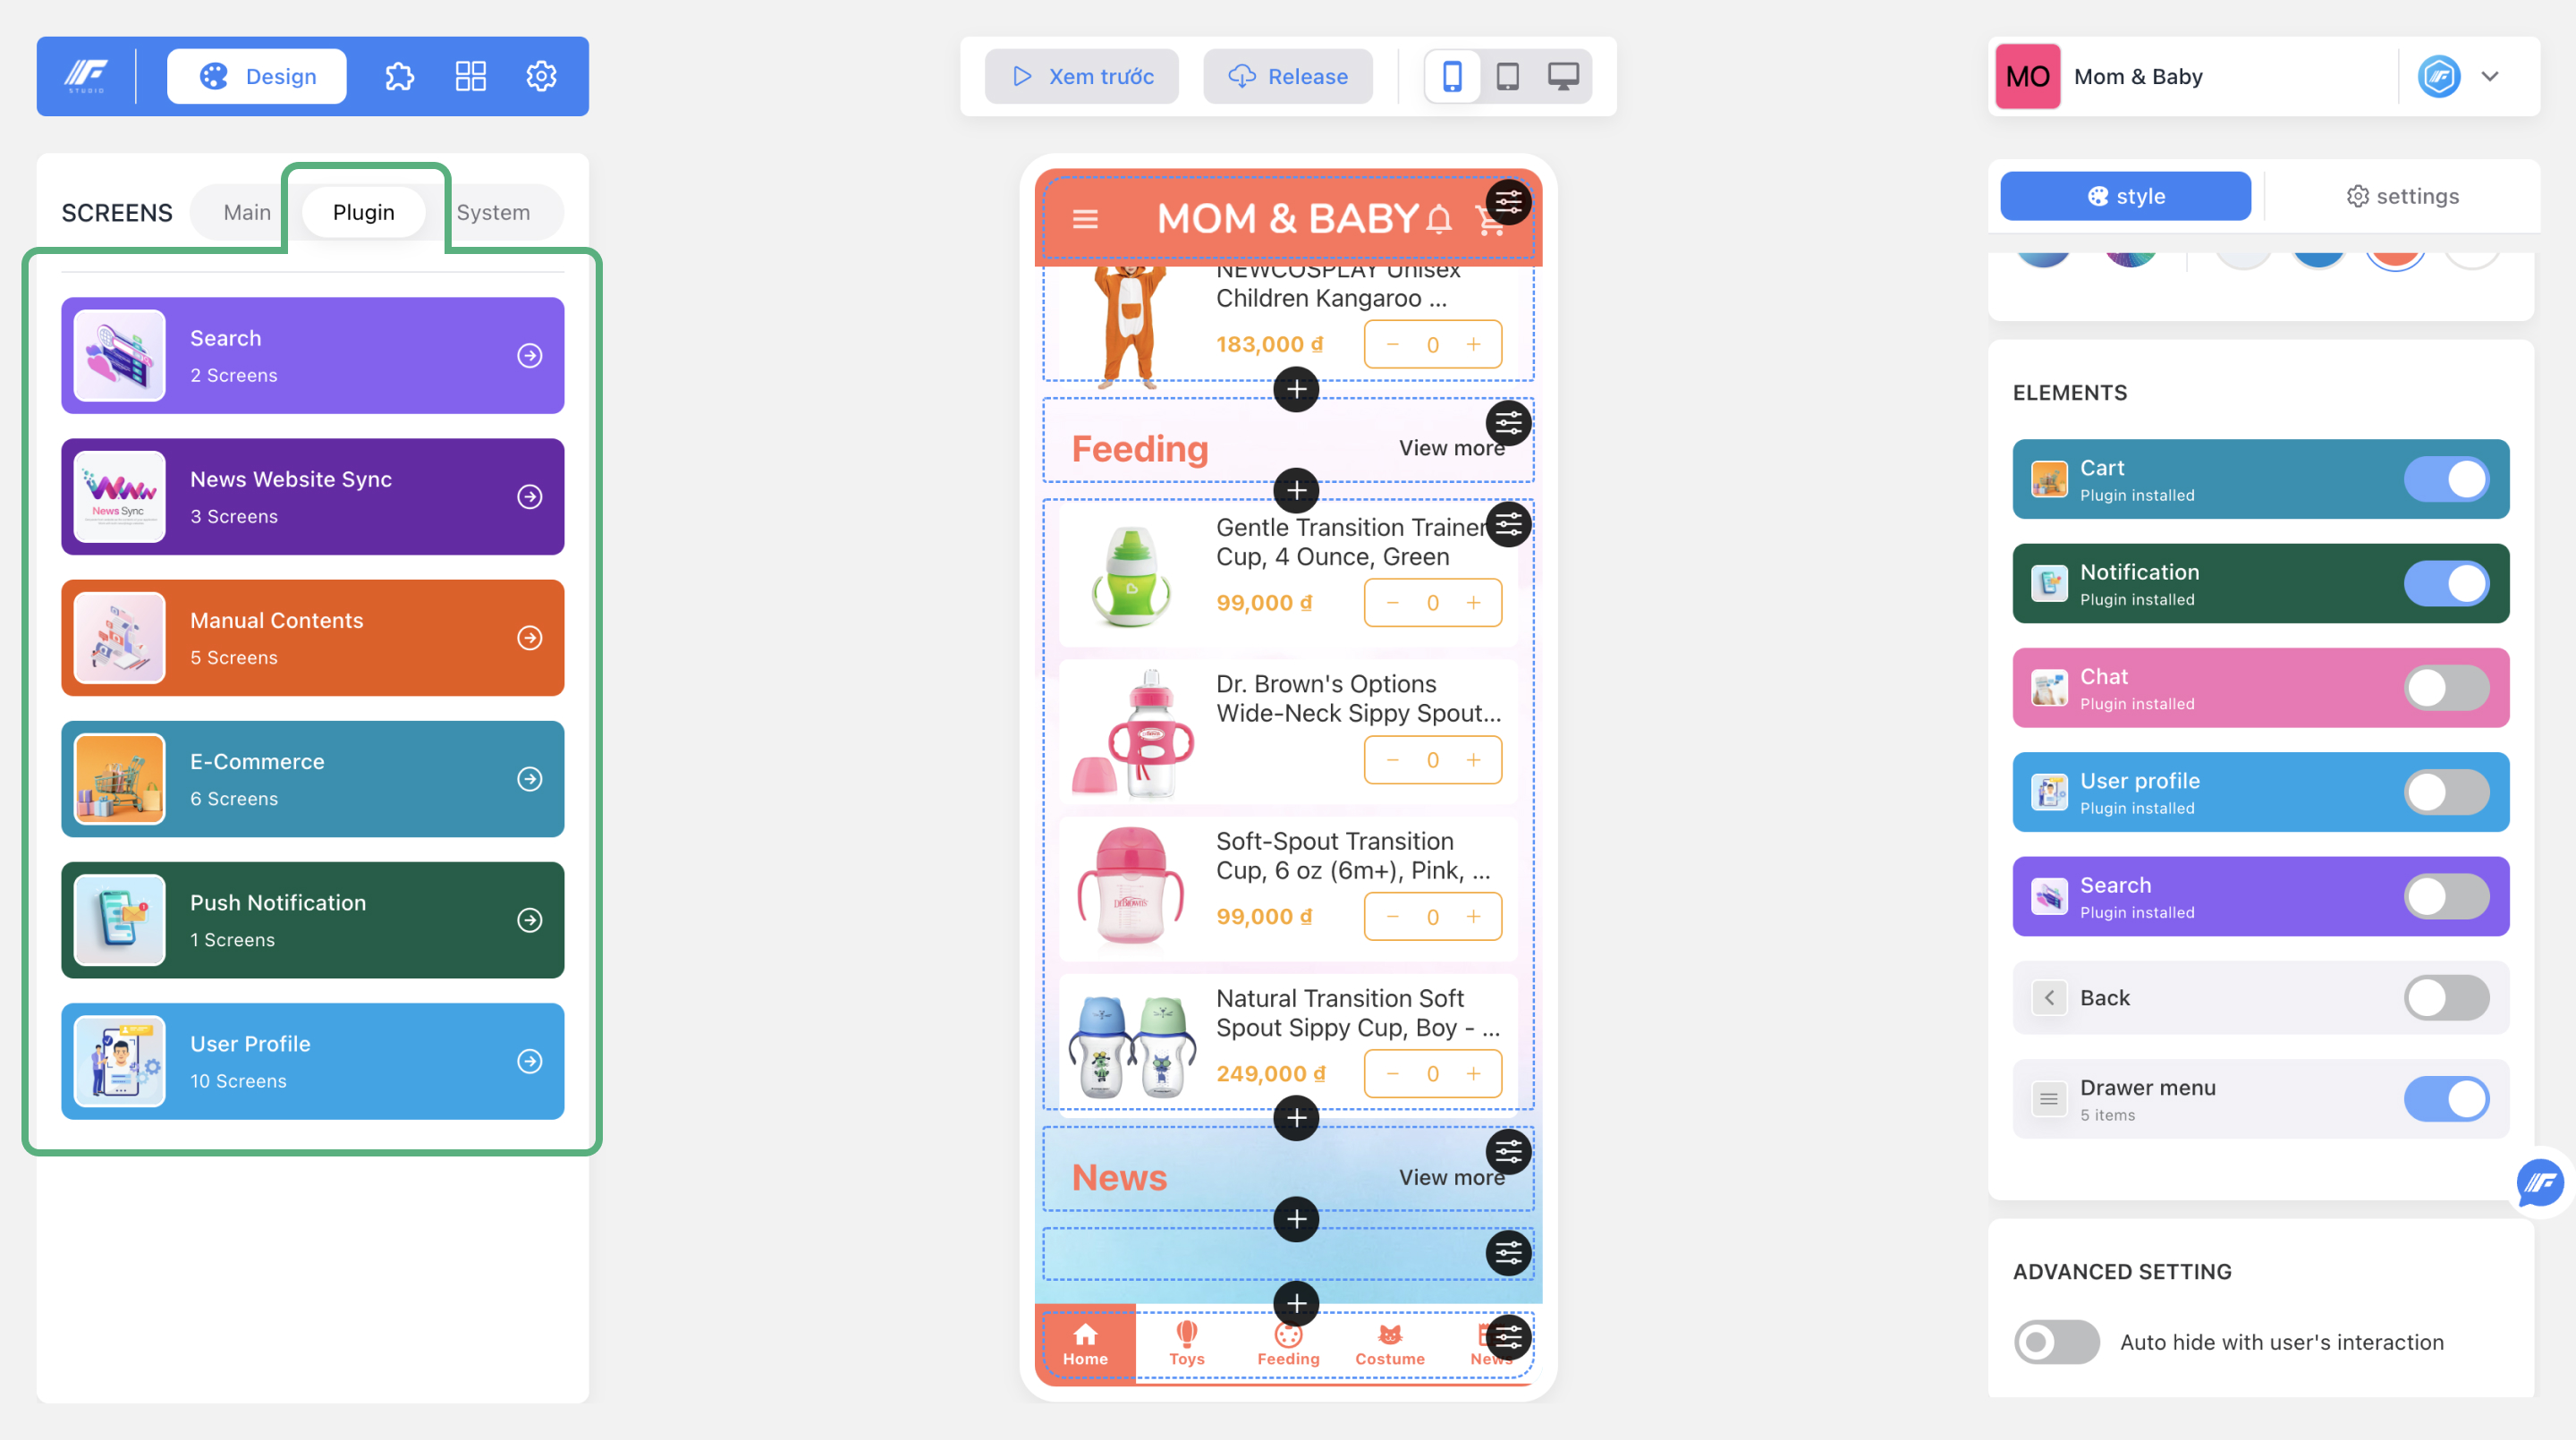 STUDIO
Design
SCREENS
Main
Plugin
System
Search
2 Screens
News Website Sync
3 Screens
News Sync
Manual Contents
5 Screens
E-Commerce
6 Screens
Push Notification
1 Screens
User Profile
10 Screens
Xem trước
Release
MOM & BABY
NEWCOSPLAY Unisex
Children Kangaroo ...
183,000 ₫
0
Feeding
View more
Gentle Transition Trainer
Cup, 4 Ounce, Green
99,000 ₫
0
Dr. Brown's Options
Wide-Neck Sippy Spout...
0
Soft-Spout Transition
Cup, 6 oz (6m+), Pink, ...
99,000 ₫
0
Natural Transition Soft
Spout Sippy Cup, Boy - ...
249,000 ₫
0
News
View more
Home
Toys
Feeding
Costume
News
MO
Mom & Baby
style
settings
ELEMENTS
Cart
Plugin installed
Notification
Plugin installed
Chat
Plugin installed
User profile
Plugin installed
Search
Plugin installed
Back
Drawer menu
5 items
ADVANCED SETTING
Auto hide with user's interaction